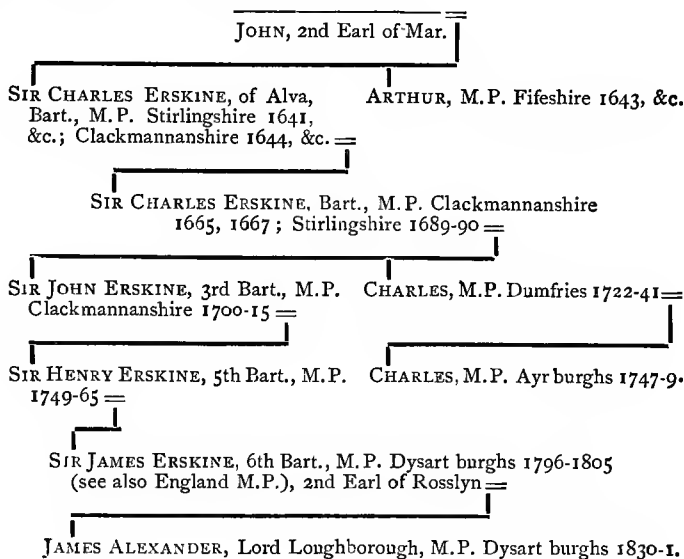 JOHN, 2nd Earl of Mar.
SIR CHARLES ERSKINE, of Alva, Bart., M.P. Stirlingshire 1641, &c.; Clackmannanshire 1644, &c.
ARTHUR, M.P. Fifeshire 1643, &c.
SIR CHARLES ERSKINE, Bart., M.P. Clackmannanshire
1665, 1667; Stirlingshire 1689-90
SIR JOHN ERSKINE, 3rd Bart., M.P.
Clackmannanshire 1700-15
CHARLES, M.P. Dumfries 1722-41
SIR HENRY ERSKINE, 5th Bart., M.P.
1749-65
CHARLES, M.P. Ayr burghs 1747-9.
SIR JAMES ERSKINE, 6th Bart., M.P. Dysart burghs 1796-1805
(see also England M.P.), 2nd Earl of Rosslyn
JAMES ALEXANDER, Lord Loughborough, M.P. Dysart burghs 1830-1.